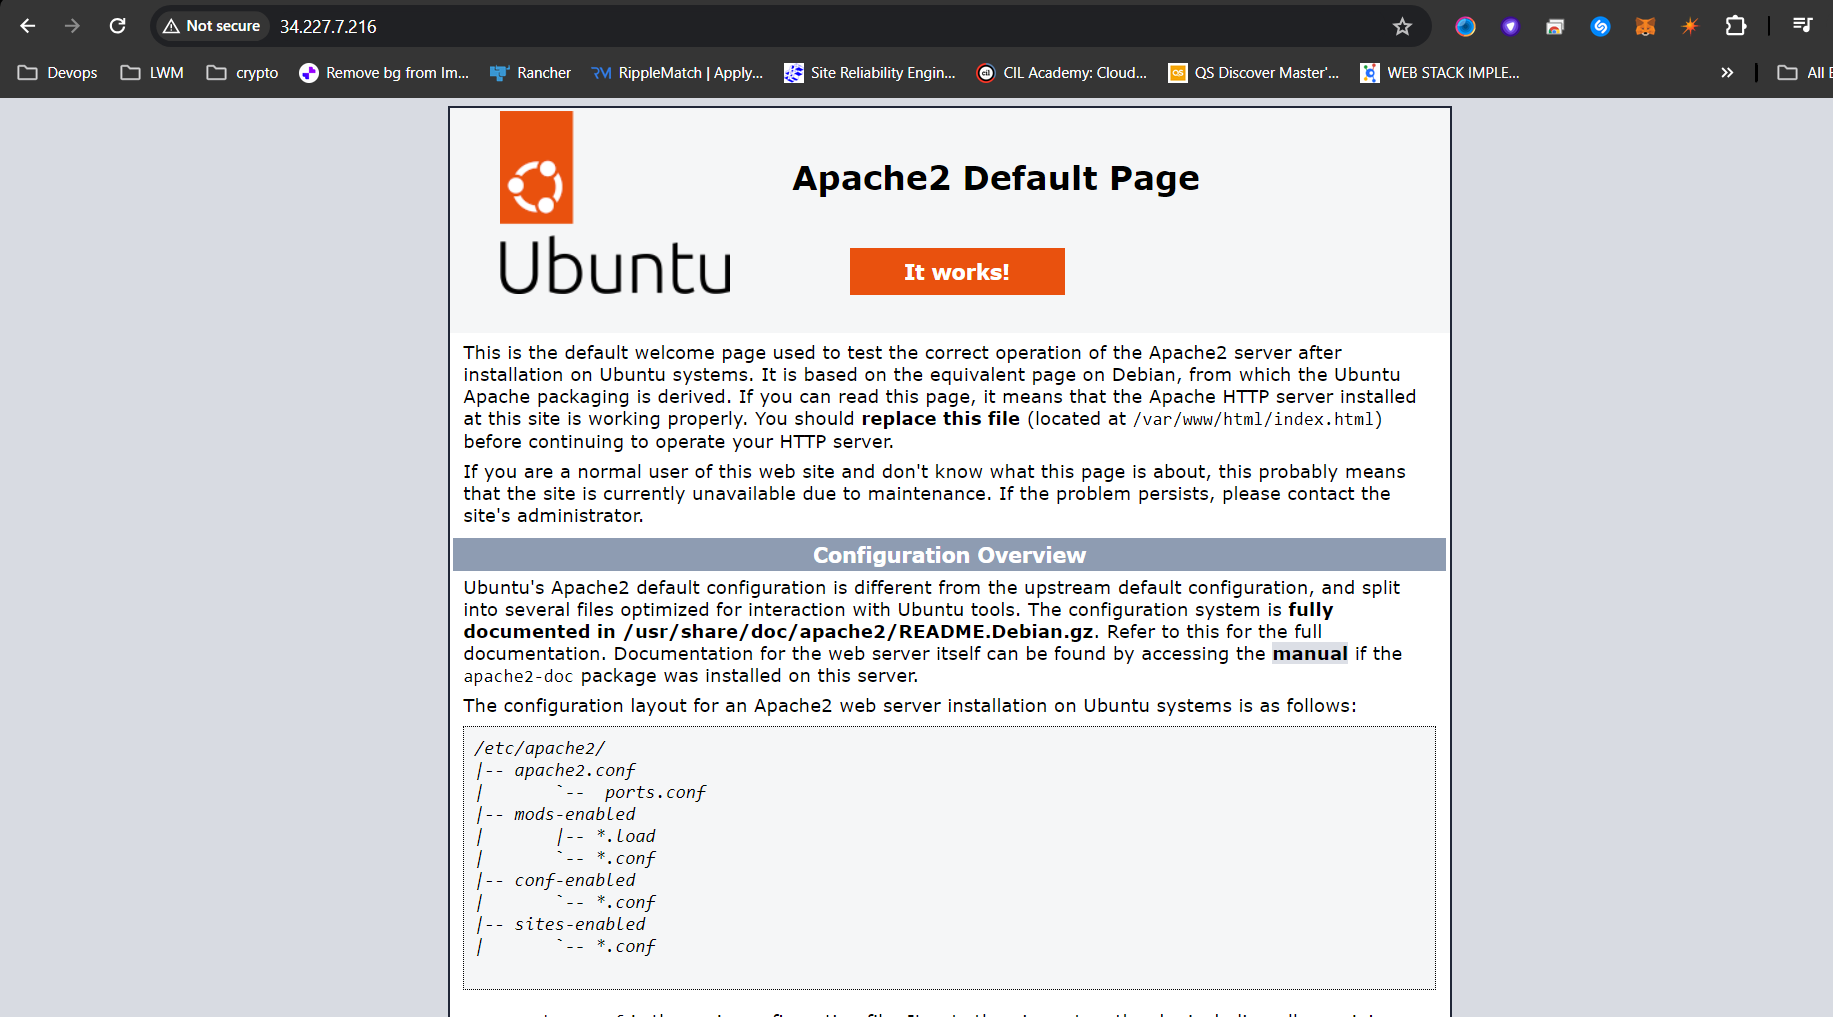 Not secure 34.227.7.216
Devops LWM crypto Remove bg from Im... Rancher RippleMatch | Apply... Site Reliability Engin... CIL Academy: Cloud... QS Discover Master'... WEB STACK IMPLE... All
Apache2 Default Page
Ubuntu
It works!
This is the default welcome page used to test the correct operation of the Apache2 server after
installation on Ubuntu systems. It is based on the equivalent page on Debian, from which the Ubuntu
Apache packaging is derived. If you can read this page, it means that the Apache HTTP server installed
at this site is working properly. You should replace this file (located at /var/www/html/index.html)
before continuing to operate your HTTP server.
If you are a normal user of this web site and don't know what this page is about, this probably means
that the site is currently unavailable due to maintenance. If the problem persists, please contact the
site's administrator.
Configuration Overview
Ubuntu's Apache2 default configuration is different from the upstream default configuration, and split
into several files optimized for interaction with Ubuntu tools. The configuration system is fully
documented in /usr/share/doc/apache2/README.Debian.gz. Refer to this for the full
documentation. Documentation for the web server itself can be found by accessing the manual if the
apache2-doc package was installed on this server.
The configuration layout for an Apache2 web server installation on Ubuntu systems is as follows:
/etc/apache2/
|-- apache2.conf
|       `--  ports.conf
|-- mods-enabled
|       |-- *.load
|       `-- *.conf
|-- conf-enabled
|       `-- *.conf
|-- sites-enabled
|       `-- *.conf